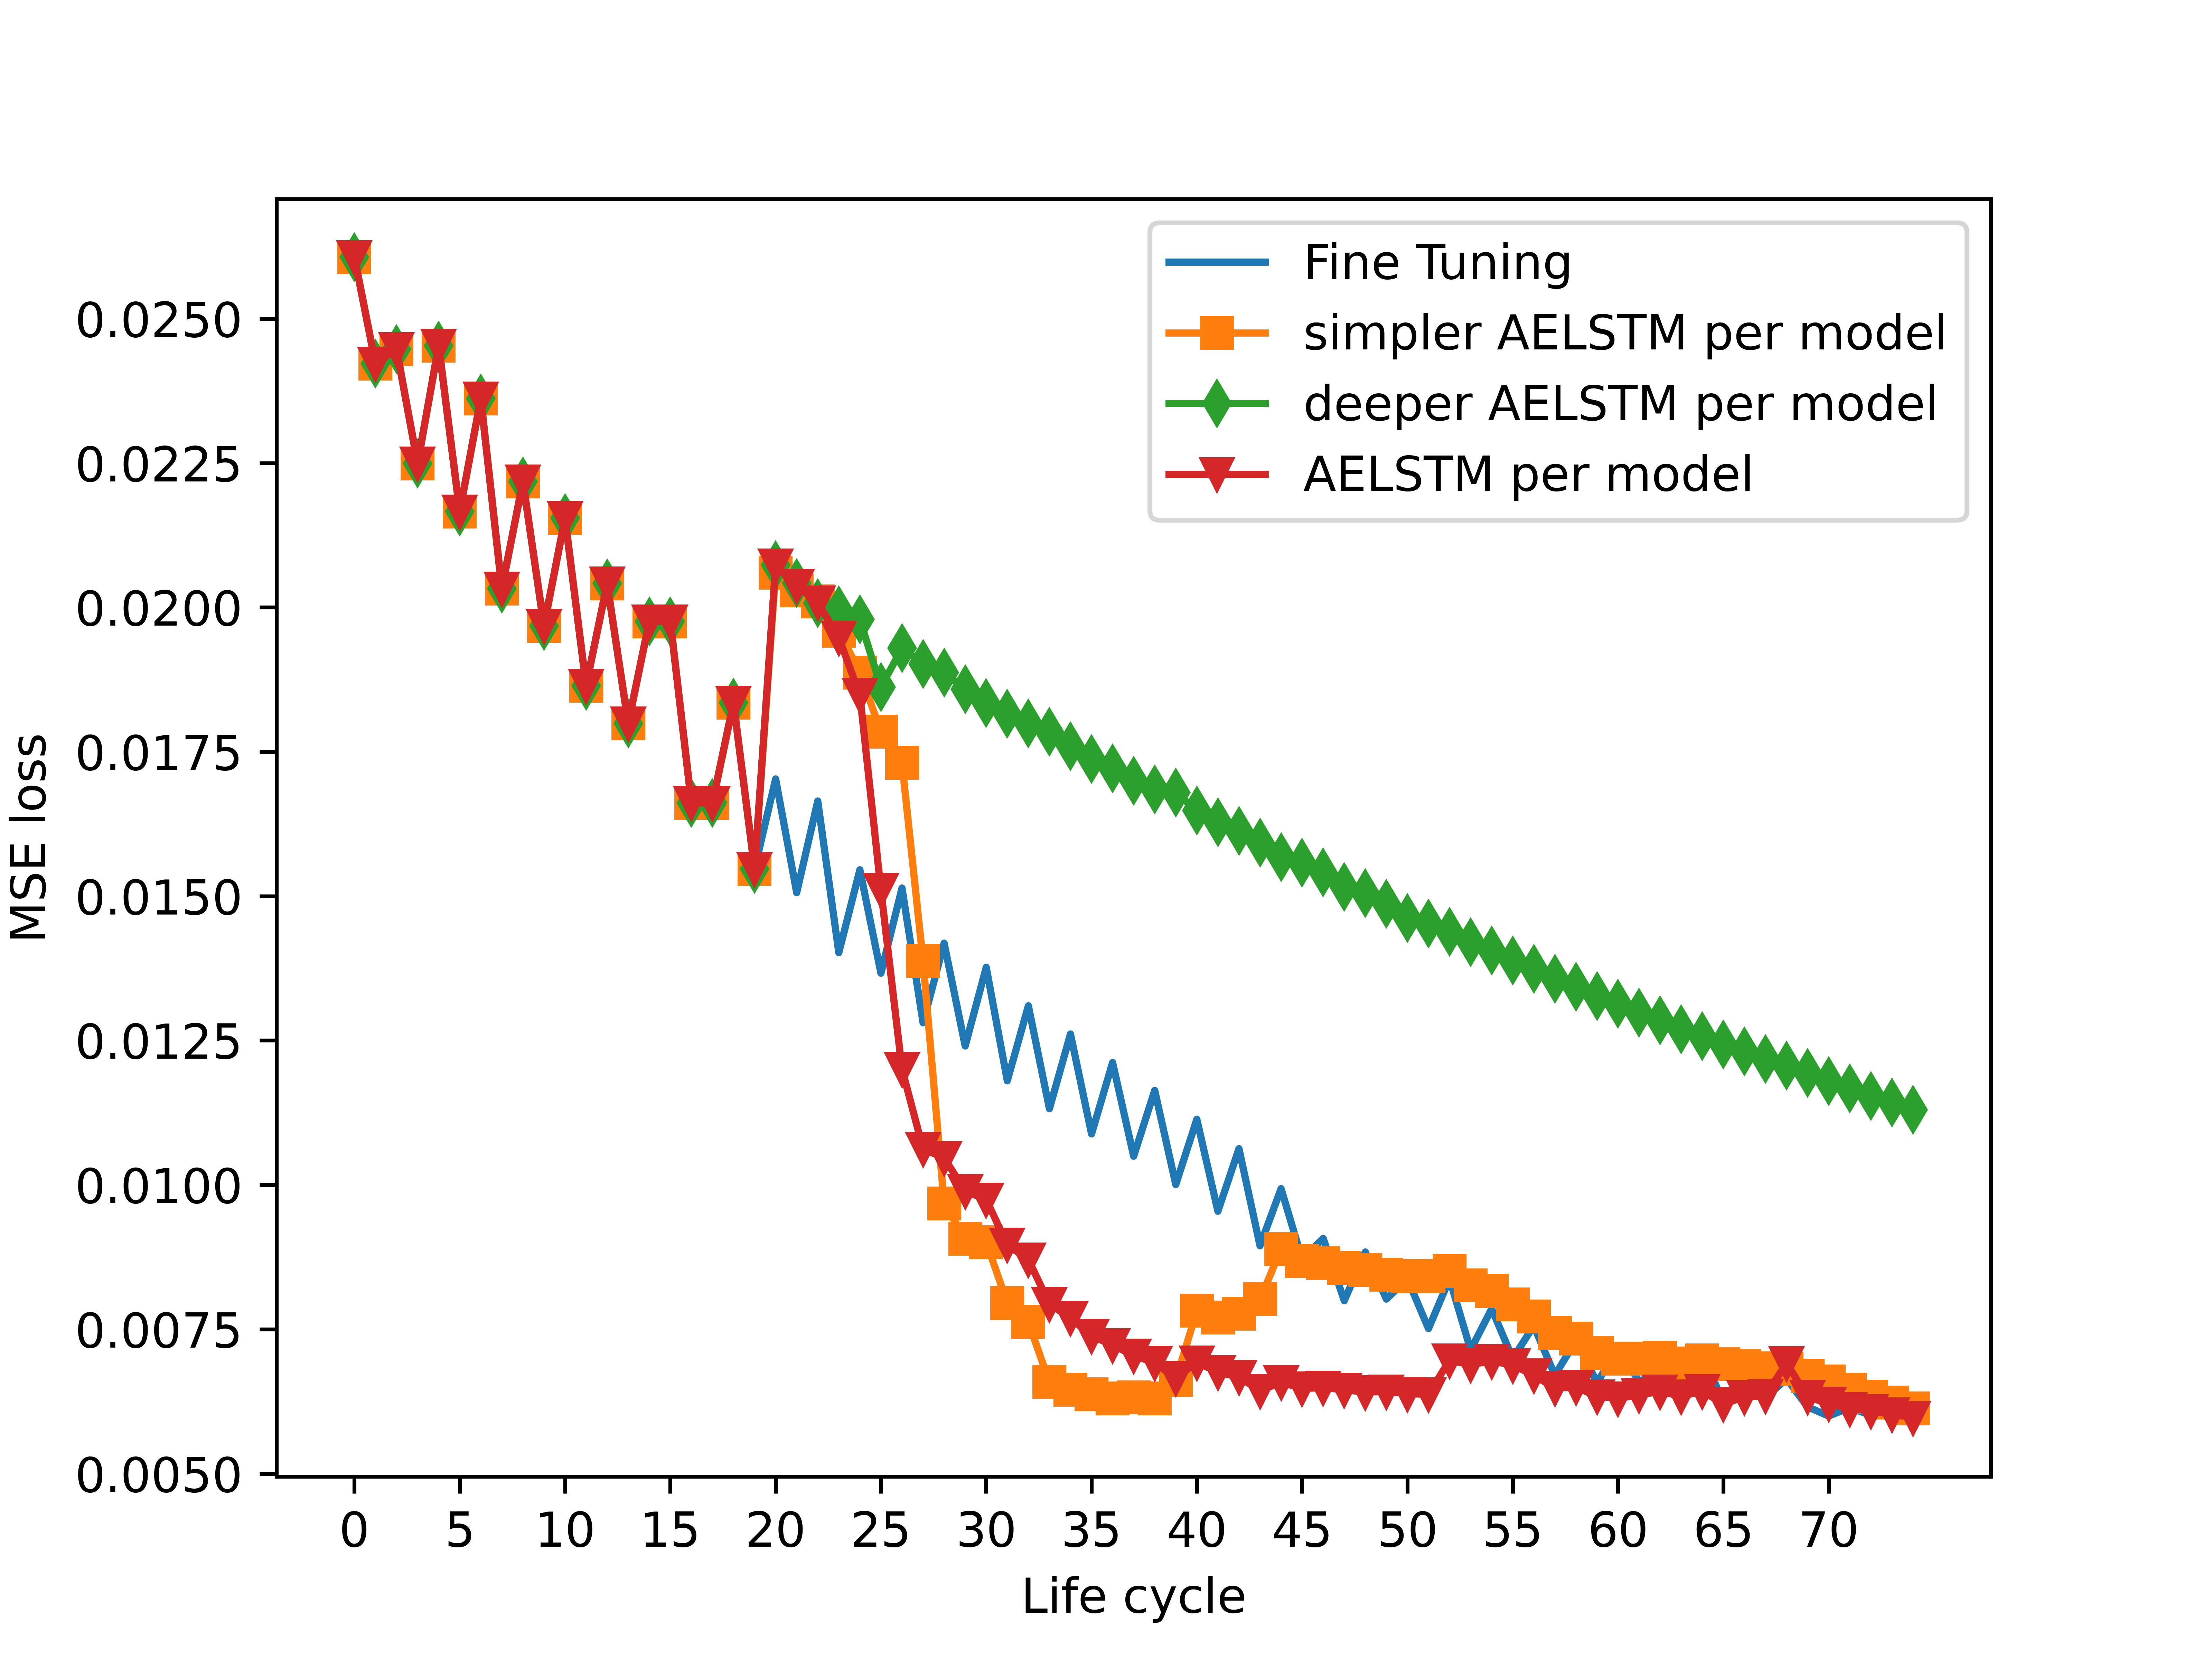 Fine Tuning
simpler AELSTM per model
deeper AELSTM per model
AELSTM per model
0.0250
0.0225
0.0200
0.0175
0.0150
0.0125
0.0100
0.0075
0.0050
MSE loss
0 5 10 15 20 25 30 35 40 45 50 55 60 65 70
Life cycle